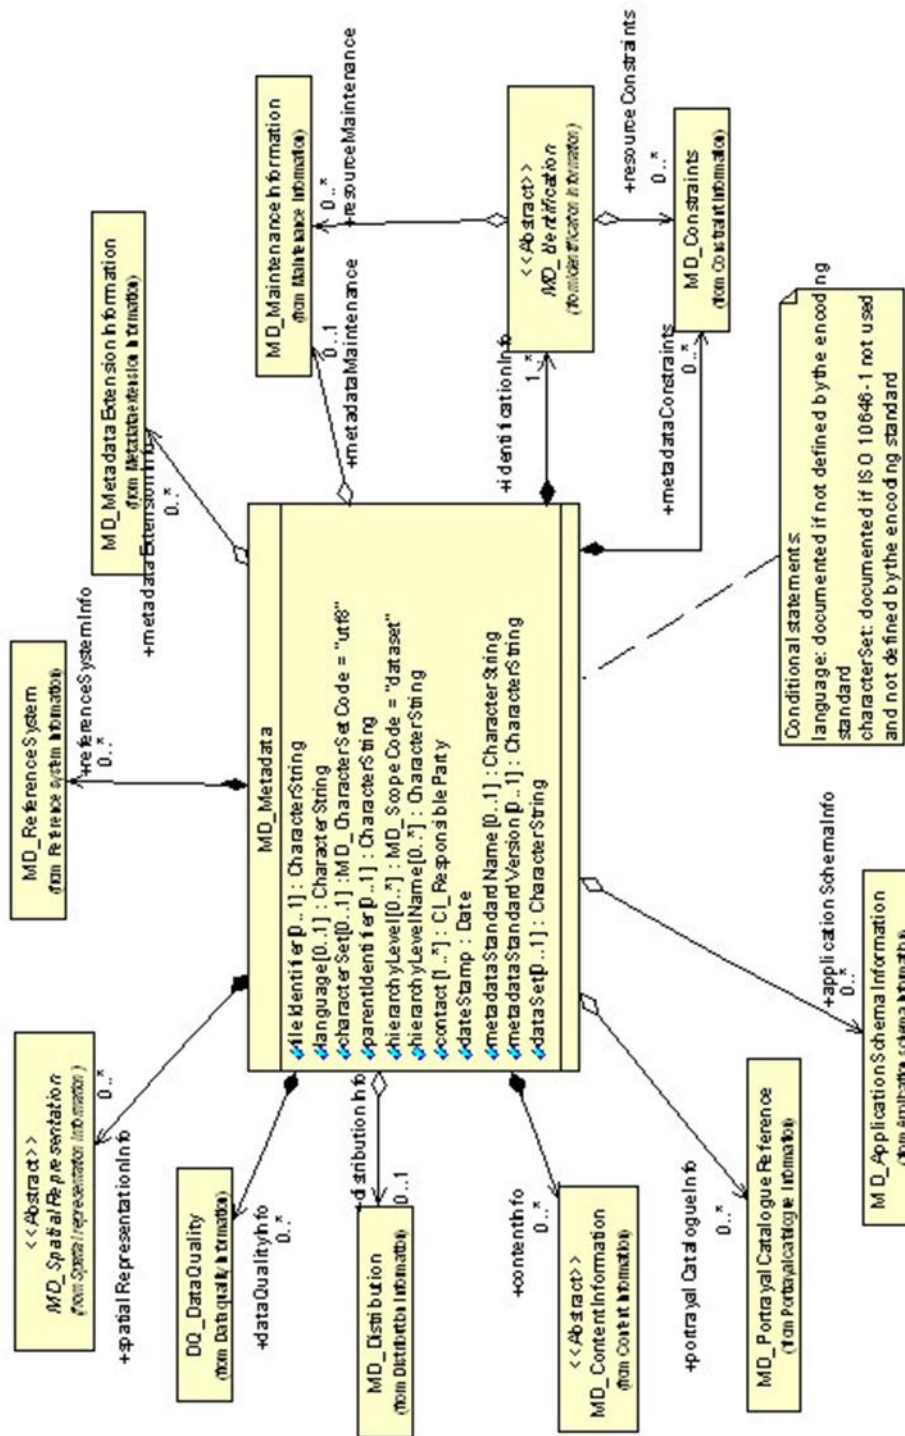 MD_ReferenceSystem
(from Reference system Information)
+referenceSystemInfo
0..*
MD_MetadataExtensionInformation
(from Metadata extension Information)
+metadataExtensionInfo
0..*
MD_MaintenanceInformation
(from Maintenance Information)
0..1
+metadataMaintenance
0..*
+resourceMaintenance
<<Abstract>>
MD_Identification
(from Identification Information)
+identificationInfo
1..*
+resourceConstraints
0..*
MD_Constraints
(from Constraint Information)
+metadataConstraints
0..*
<<Abstract>>
MD_SpatialRepresentation
(from Spatial representation Information)
0..*
+spatialRepresentationInfo
DQ_DataQuality
(from Data quality Information)
+dataQualityInfo
0..*
MD_Distribution
(from Distribution Information)
+distributionInfo
0..1
<<Abstract>>
MD_ContentInformation
(from Content Information)
+contentInfo
0..*
MD_PortrayalCatalogueReference
(from Portrayal catalogue Information)
+portrayalCatalogueInfo
0..*
MD_ApplicationSchemaInformation
(from Application schema Information)
+applicationSchemaInfo
0..*
MD_Metadata
fileIdentifier[0..1] : CharacterString
language[0..1] : CharacterString
characterSet[0..1] : MD_CharacterSetCode = "utf8"
parentIdentifier[0..1] : CharacterString
hierarchyLevel[0..*] : MD_ScopeCode = "dataset"
hierarchyLevelName[0..*] : CharacterString
contact [1..*] : CI_ResponsibleParty
dateStamp : Date
metadataStandardName [0..1] : CharacterString
metadataStandardVersion [0..1] : CharacterString
dataSet[0..1] : CharacterString
Conditional statements:
language: documented if not defined by the encoding
standard
characterSet: documented if ISO 10646-1 not used
and not defined by the encoding standard